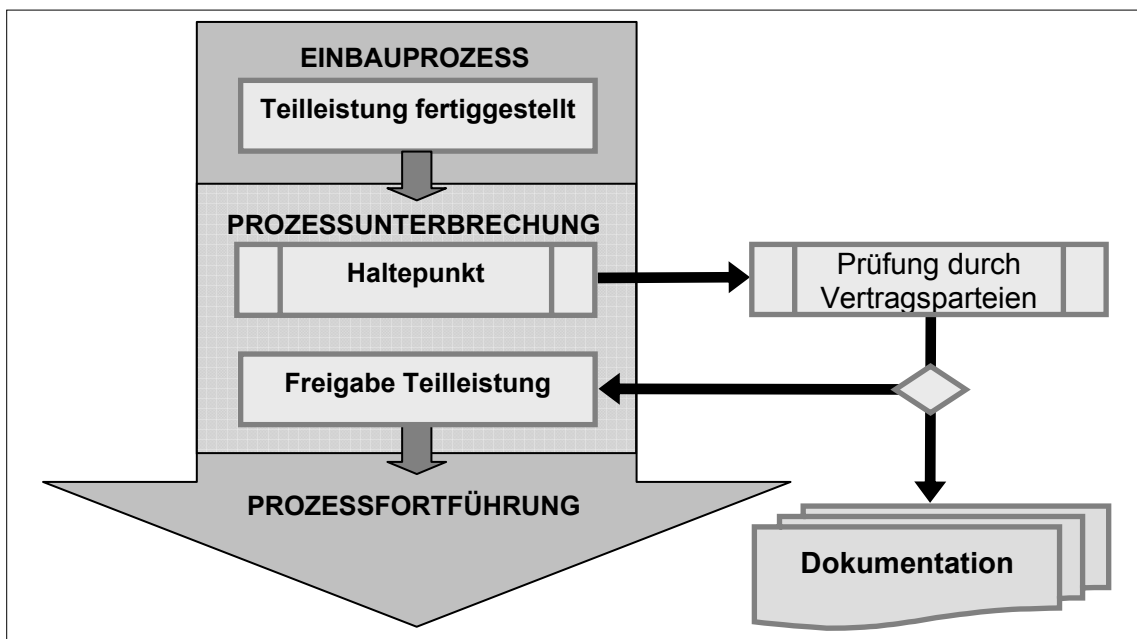 EINBAUPROZESS
Teilleistung fertiggestellt
PROZESSUNTERBRECHUNG
Haltepunkt
Prüfung durch
Vertragsparteien
Freigabe Teilleistung
PROZESSFORTFÜHRUNG
Dokumentation